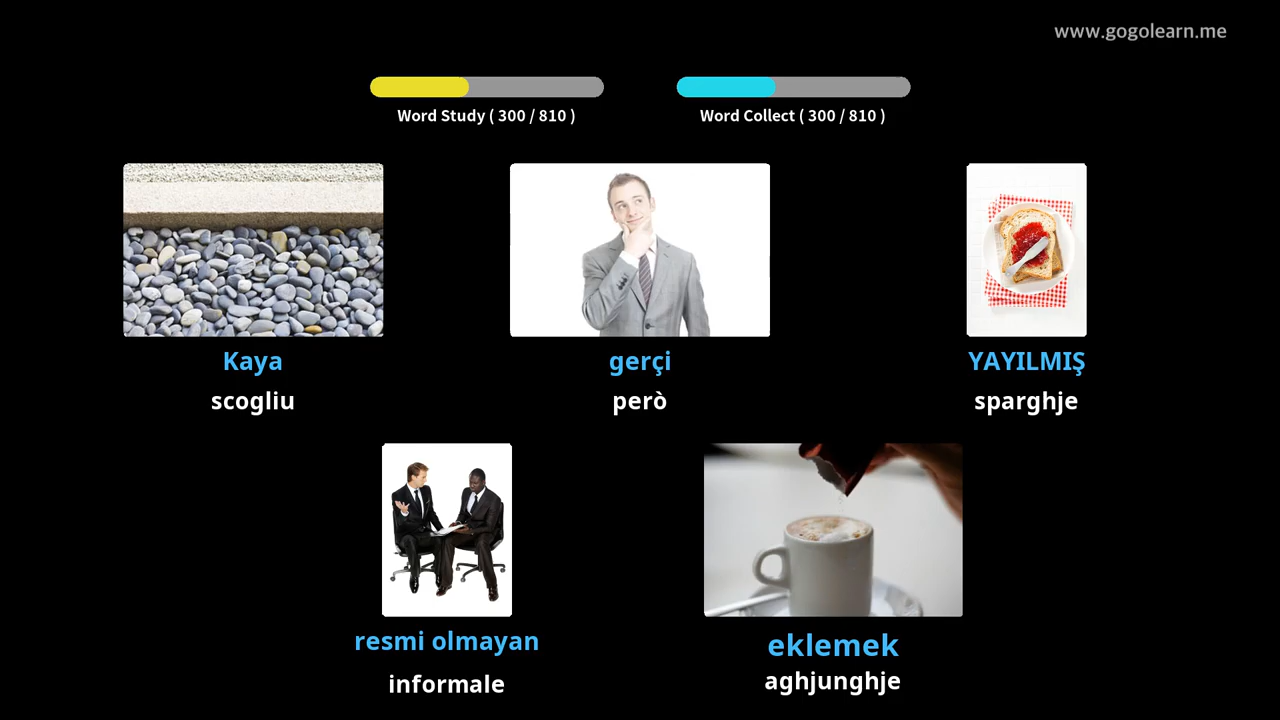 www.gogolearn.me
Word Study ( 300 / 810 )
Word Collect ( 300 / 810 )
Kaya
scogliu
gerçi
però
YAYILMIŞ
sparghje
resmi olmayan
informale
eklemek
aghjunghje